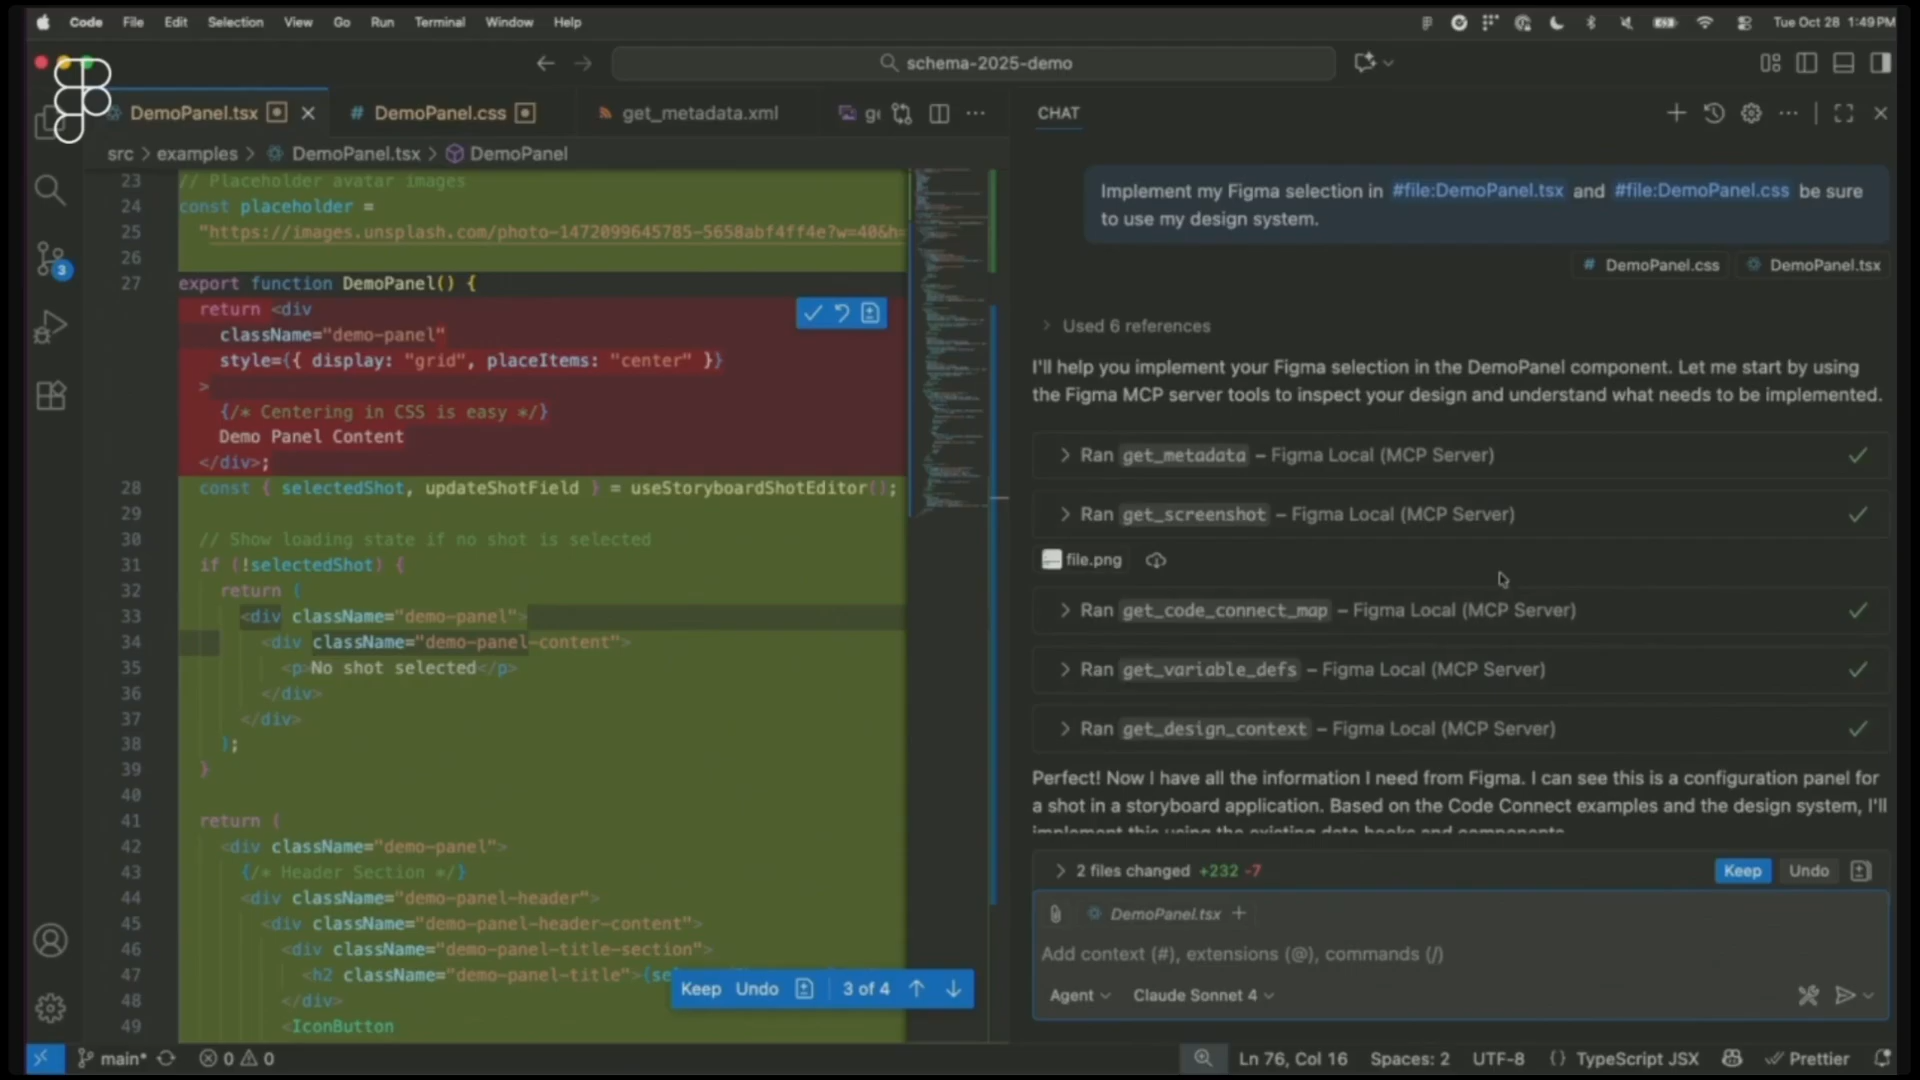 Code File Edit Selection View Go Run Terminal Window Help
Tue Oct 28 1:49 PM
schema-2025-demo
DemoPanel.tsx
# DemoPanel.css
get_metadata.xml
src > examples > DemoPanel.tsx > DemoPanel
23 // Placeholder avatar images
24 const placeholder =
25 "https://images.unsplash.com/photo-1472099645785-5658abf4ff4e?w=40&h=
26
27 export function DemoPanel() {
return <div
className="demo-panel"
style={{ display: "grid", placeItems: "center" }}
>
{/* Centering in CSS is easy */}
Demo Panel Content
</div>;
28 const { selectedShot, updateShotField } = useStoryboardShotEditor();
29
30 // Show loading state if no shot is selected
31 if (!selectedShot) {
32 return (
33 <div className="demo-panel">
34 <div className="demo-panel-content">
35 <p>No shot selected</p>
36 </div>
37 </div>
38 );
39 }
40
41 return (
42 <div className="demo-panel">
43 {/* Header Section */}
44 <div className="demo-panel-header">
45 <div className="demo-panel-header-content">
46 <div className="demo-panel-title-section">
47 <h2 className="demo-panel-title">{se
48 </div>
49 <IconButton
Keep Undo 3 of 4
3
CHAT
Implement my Figma selection in #file:DemoPanel.tsx and #file:DemoPanel.css be sure
to use my design system.
# DemoPanel.css DemoPanel.tsx
> Used 6 references
I'll help you implement your Figma selection in the DemoPanel component. Let me start by using
the Figma MCP server tools to inspect your design and understand what needs to be implemented.
> Ran get_metadata – Figma Local (MCP Server)
> Ran get_screenshot – Figma Local (MCP Server)
file.png
> Ran get_code_connect_map – Figma Local (MCP Server)
> Ran get_variable_defs – Figma Local (MCP Server)
> Ran get_design_context – Figma Local (MCP Server)
Perfect! Now I have all the information I need from Figma. I can see this is a configuration panel for
a shot in a storyboard application. Based on the Code Connect examples and the design system, I'll
implement this using the existing data hooks and components.
> 2 files changed +232 -7 Keep Undo
DemoPanel.tsx +
Add context (#), extensions (@), commands (/)
Agent Claude Sonnet 4
main* 0 0
Ln 76, Col 16 Spaces: 2 UTF-8 {} TypeScript JSX Prettier